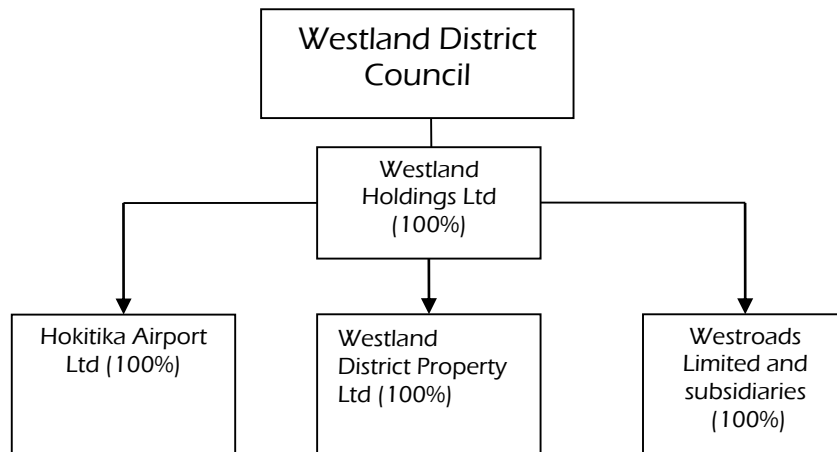 Westland District
Council
Westland
Holdings Ltd
(100%)
Hokitika Airport
Ltd (100%)
Westland
District Property
Ltd (100%)
Westroads
Limited and
subsidiaries
(100%)